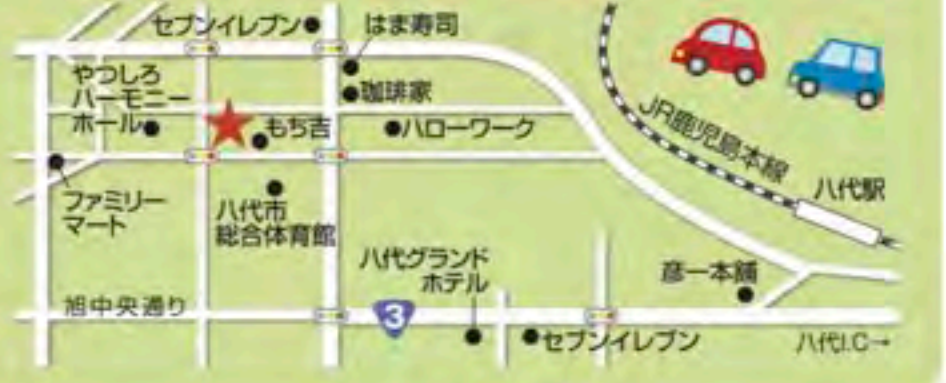 セブンイレブン
はま寿司
やつしろ
ハーモニー
ホール
珈琲家
もち吉
ハローワーク
JR鹿児島本線
八代駅
ファミリー
マート
八代市
総合体育館
八代グランド
ホテル
彦一本舗
旭中央通り
3
セブンイレブン
八代I.C→